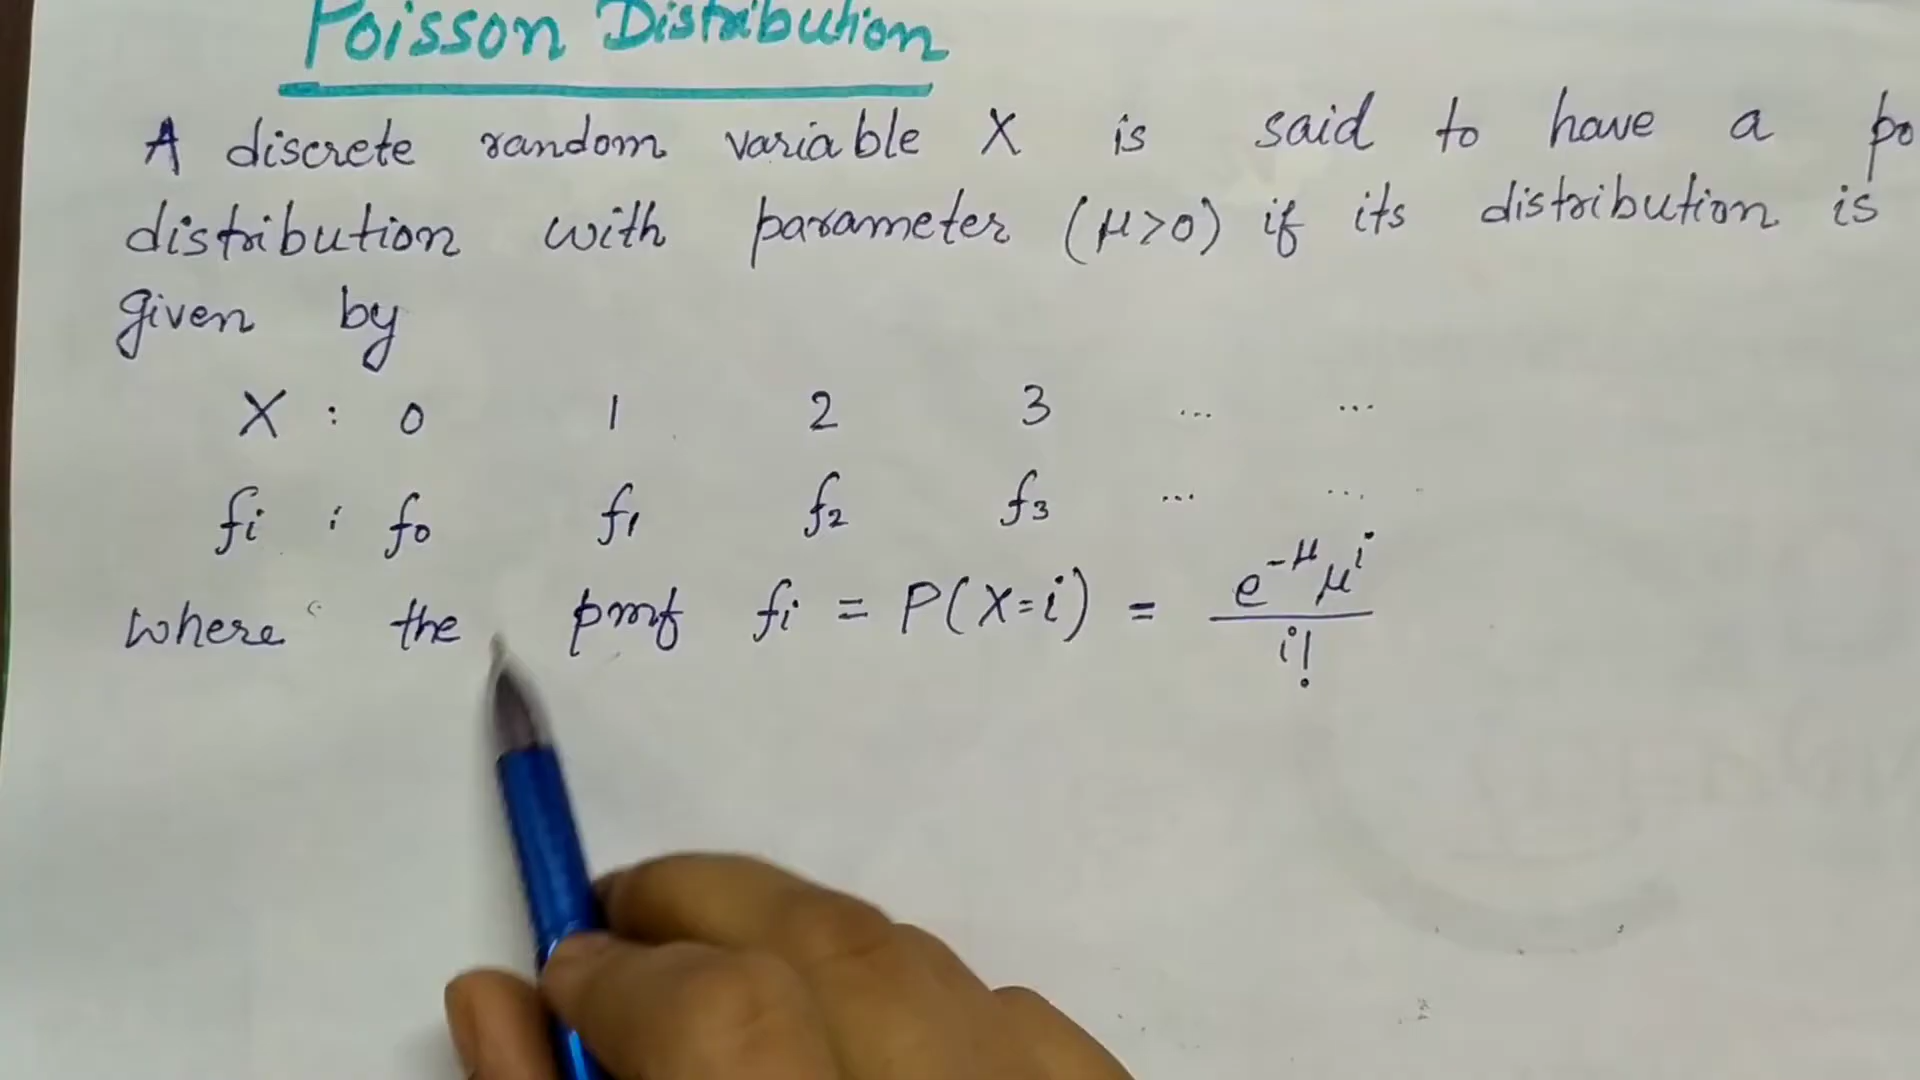 Poisson Distribution
A discrete random variable X is said to have a po
distribution with parameter (μ>0) if its distribution is
given by
X : 0 1 2 3 ... ...
fi : f0 f1 f2 f3 ... ...
where the pmf fi = P(X=i) = e^-μ μ^i / i!